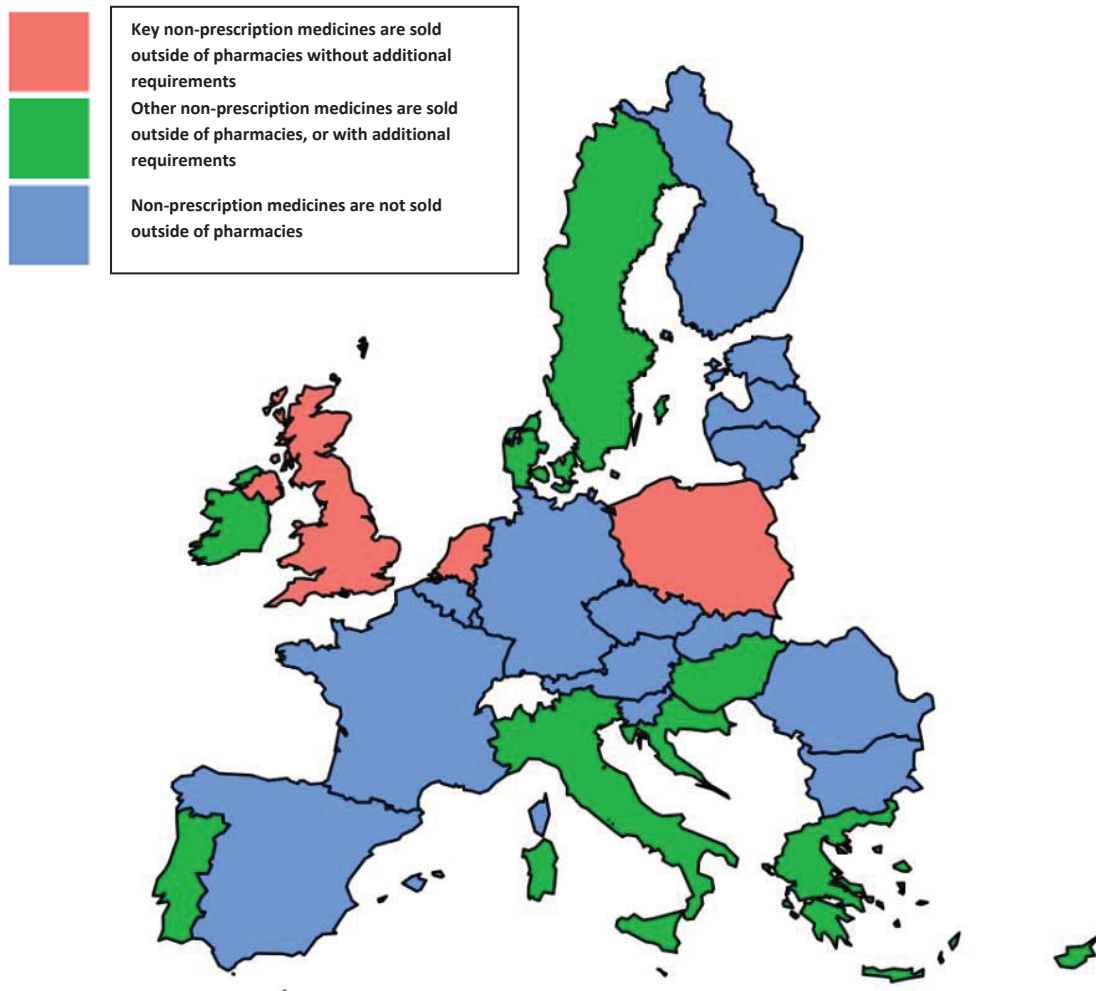 Key non-prescription medicines are sold
outside of pharmacies without additional
requirements
Other non-prescription medicines are sold
outside of pharmacies, or with additional
requirements
Non-prescription medicines are not sold
outside of pharmacies